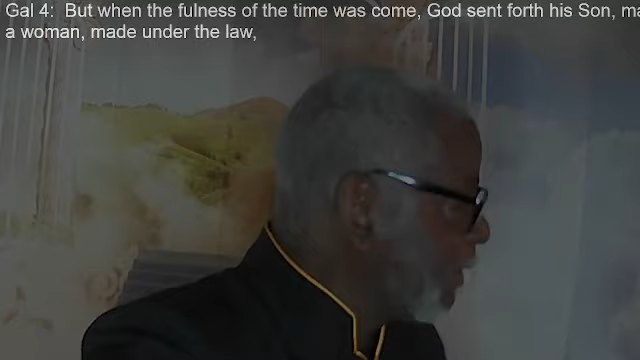 Gal 4:  But when the fulness of the time was come, God sent forth his Son, ma
a woman, made under the law,